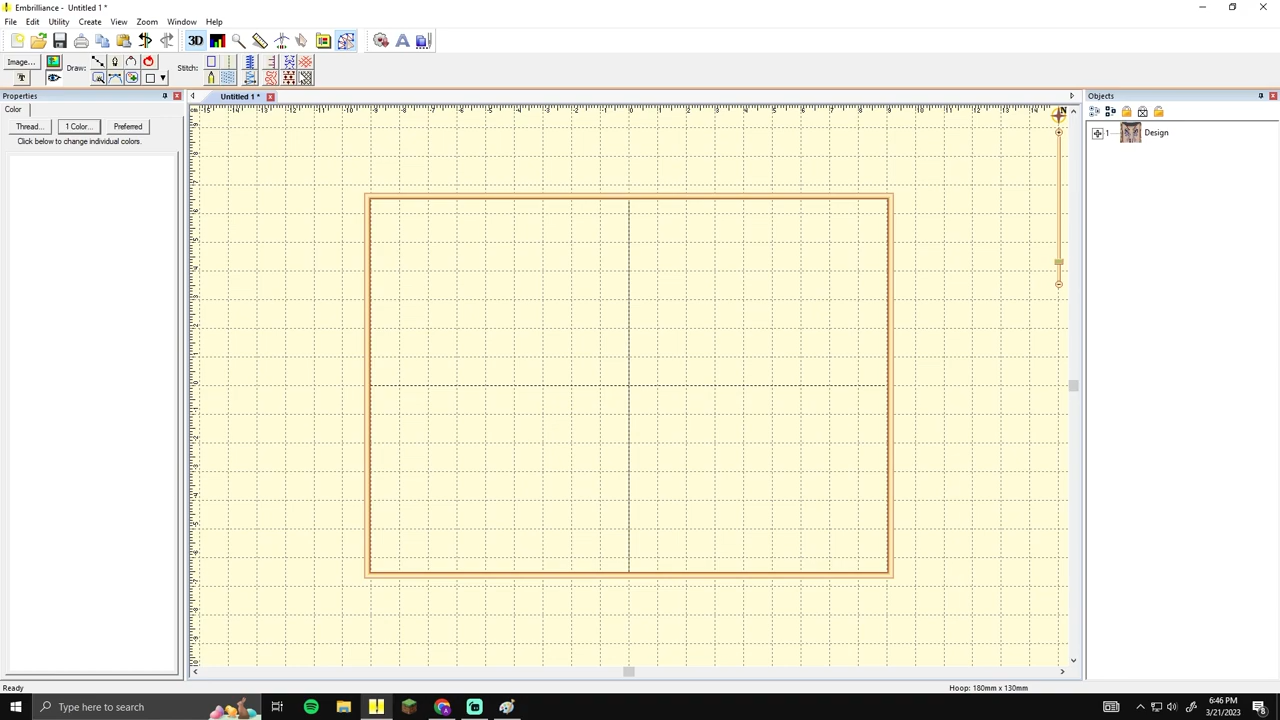 Embrilliance - Untitled 1 *
File Edit Utility Create View Zoom Window Help
3D
Image... Draw: Stitch:
Properties
Untitled 1 *
Objects
Color
Thread... 1 Color... Preferred
Click below to change individual colors.
N
1 Design
Ready
Hoop: 180mm x 130mm
Type here to search
6:46 PM
3/21/2023
8